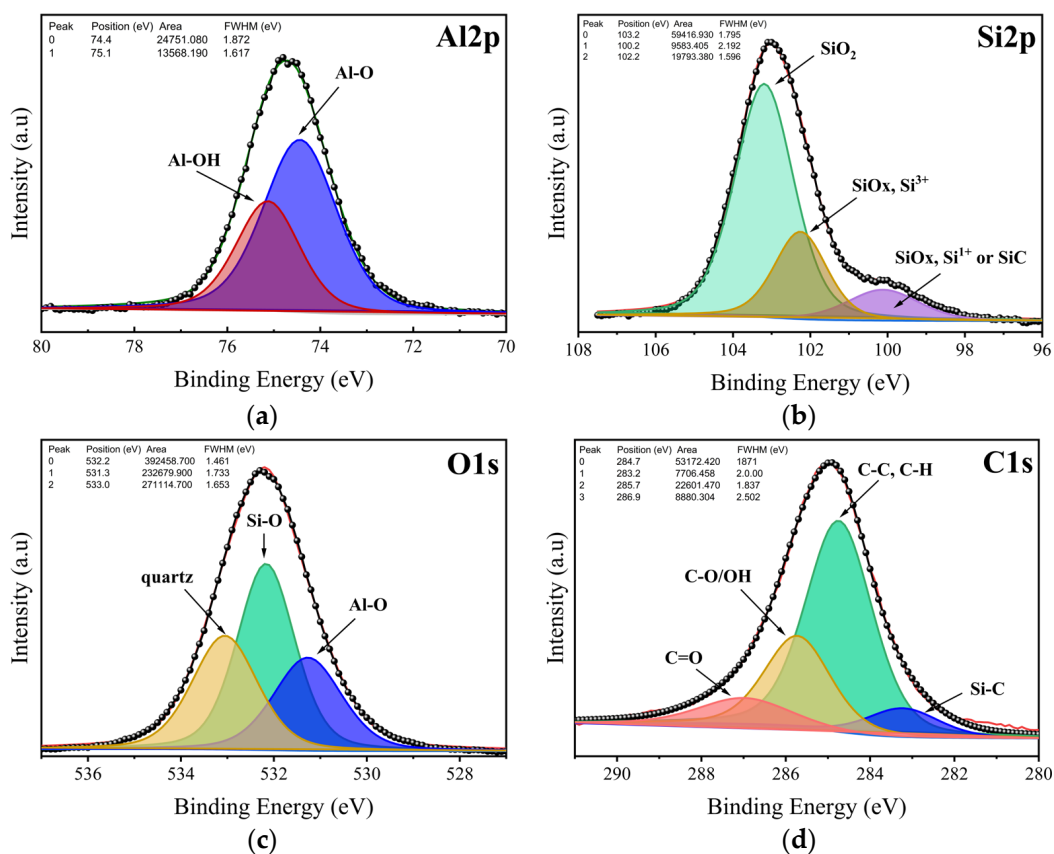 Peak Position (eV) Area FWHM (eV)
0 74.4 24751.080 1.872
1 75.1 13568.190 1.617
Al2p
Al-O
Al-OH
Intensity (a.u)
80 78 76 74 72 70
Binding Energy (eV)
(a)
Peak Position (eV) Area FWHM (eV)
0 103.2 59416.930 1.795
1 100.2 9583.405 2.192
2 102.2 19793.380 1.596
Si2p
SiO₂
SiOx, Si³⁺
SiOx, Si¹⁺ or SiC
Intensity (a.u)
108 106 104 102 100 98 96
Binding Energy (eV)
(b)
Peak Position (eV) Area FWHM (eV)
0 532.2 392458.700 1.461
1 531.3 232679.900 1.733
2 533.0 271114.700 1.653
O1s
Si-O
quartz
Al-O
Intensity (a.u)
536 534 532 530 528
Binding Energy (eV)
(c)
Peak Position (eV) Area FWHM (eV)
0 284.7 53172.420 1871
1 283.2 7706.458 2.0.00
2 285.7 22601.470 1.837
3 286.9 8880.304 2.502
C1s
C-C, C-H
C-O/OH
C=O
Si-C
Intensity (a.u)
290 288 286 284 282 280
Binding Energy (eV)
(d)